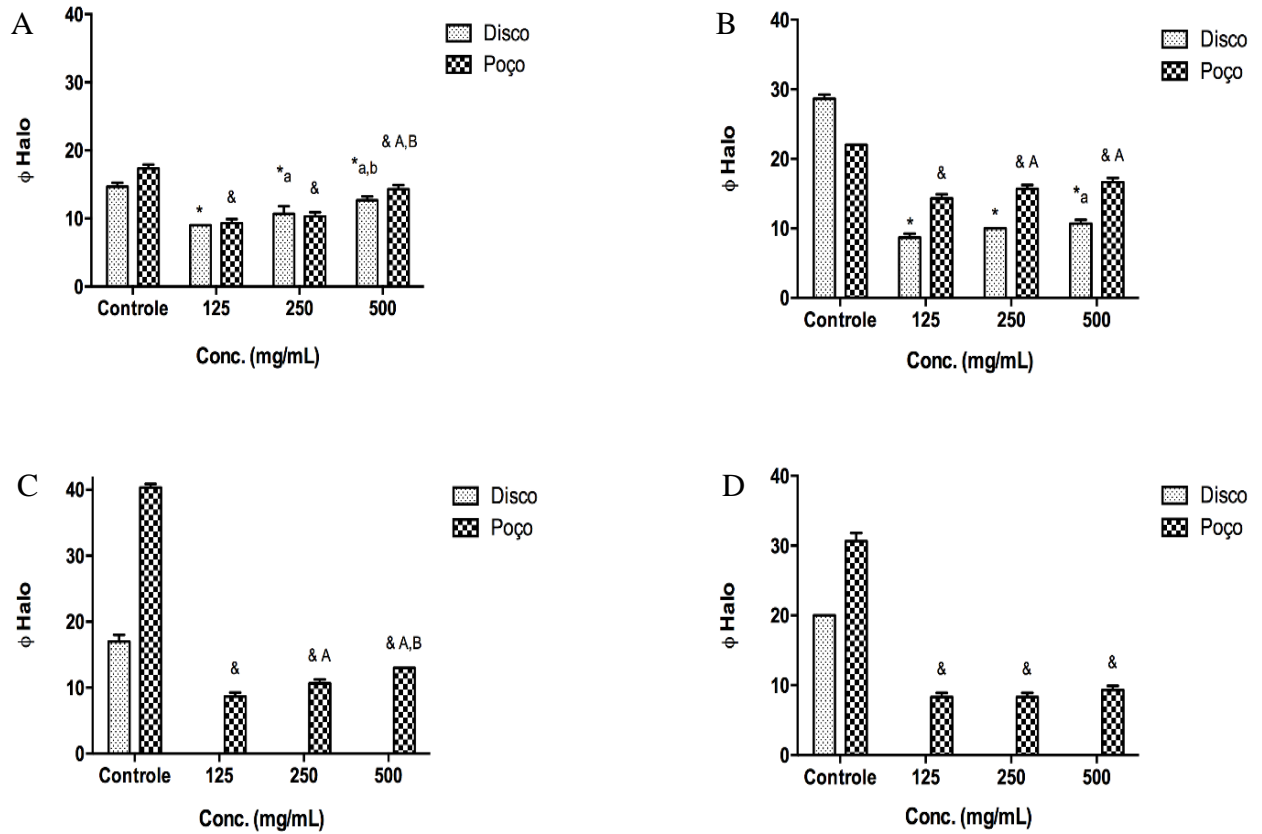 A
40
30
20
10
0
φ Halo
Disco
Poço
*
&
*a
&
*a,b
& A,B
Controle 125 250 500
Conc. (mg/mL)
B
40
30
20
10
0
φ Halo
Disco
Poço
*
&
*
& A
*a
& A
Controle 125 250 500
Conc. (mg/mL)
C
40
30
20
10
0
φ Halo
Disco
Poço
&
& A
& A,B
Controle 125 250 500
Conc. (mg/mL)
D
40
30
20
10
0
φ Halo
Disco
Poço
&
&
&
Controle 125 250 500
Conc. (mg/mL)